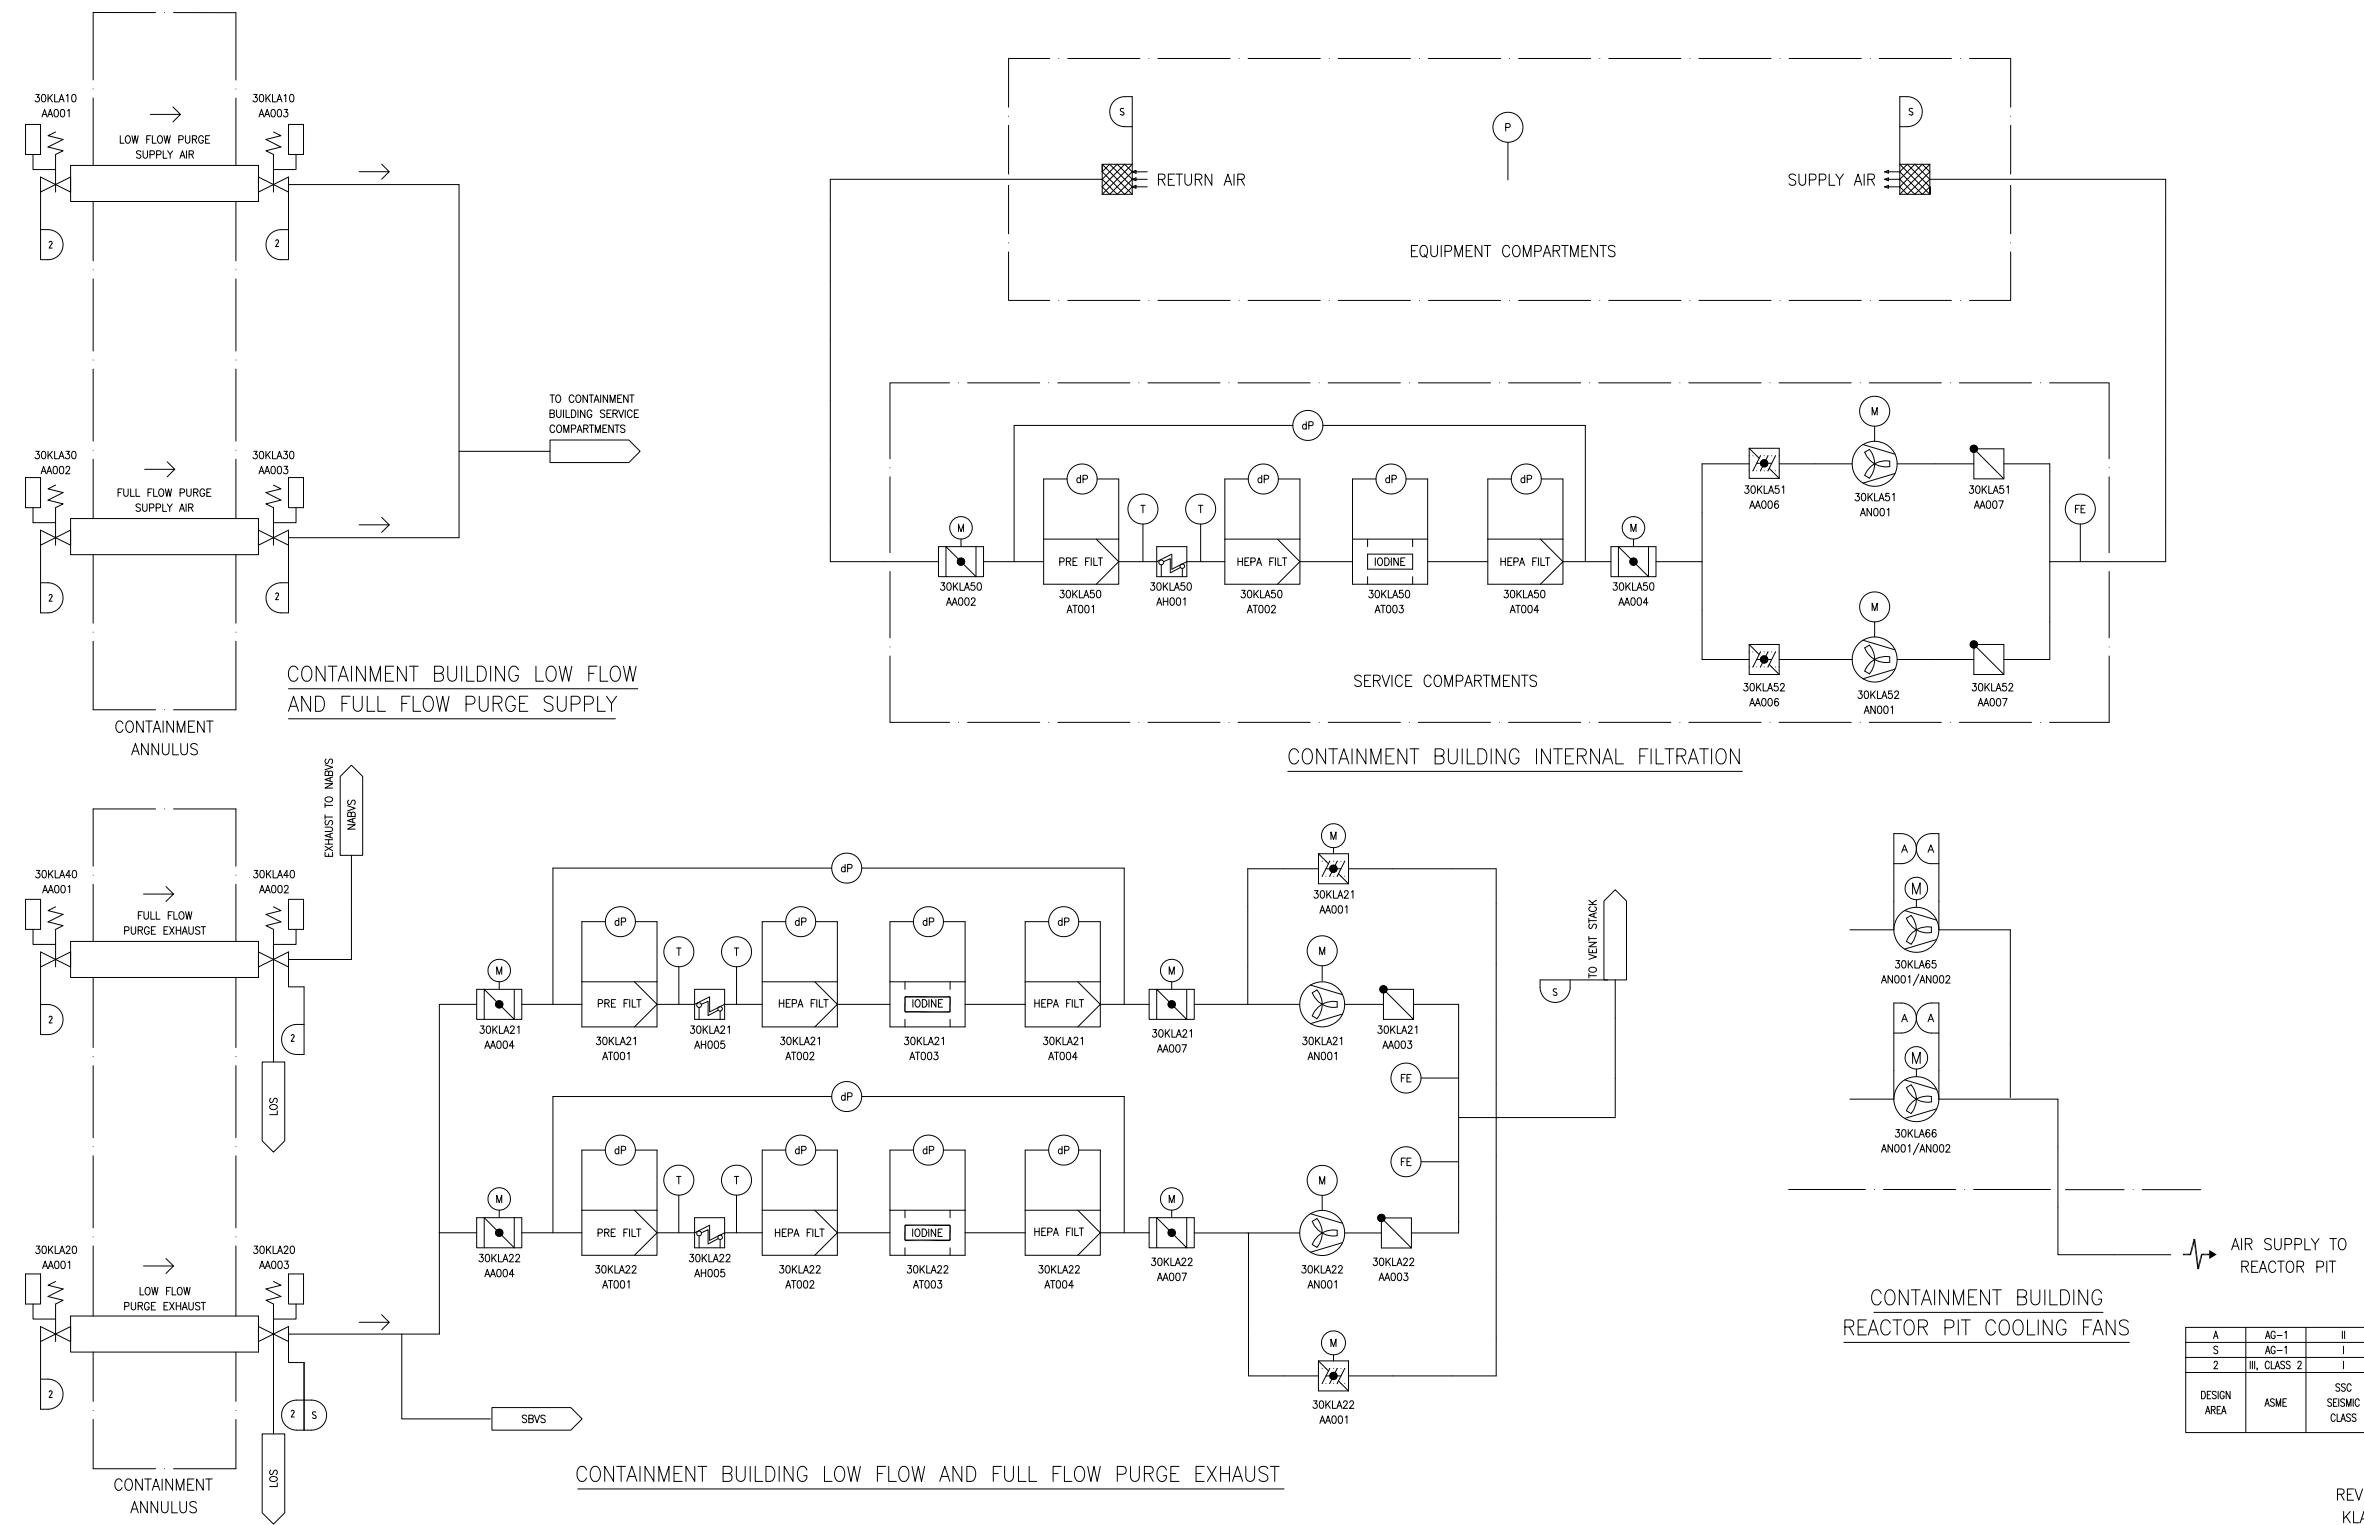 30KLA10
AA001
30KLA10
AA003
LOW FLOW PURGE
SUPPLY AIR
2
2
30KLA30
AA002
30KLA30
AA003
FULL FLOW PURGE
SUPPLY AIR
2
2
TO CONTAINMENT
BUILDING SERVICE
COMPARTMENTS
CONTAINMENT BUILDING LOW FLOW
AND FULL FLOW PURGE SUPPLY
CONTAINMENT
ANNULUS
S
P
S
RETURN AIR
SUPPLY AIR
EQUIPMENT COMPARTMENTS
dP
dP
dP
dP
dP
T
T
M
M
M
FE
PRE FILT
HEPA FILT
IODINE
HEPA FILT
30KLA50
AA002
30KLA50
AT001
30KLA50
AH001
30KLA50
AT002
30KLA50
AT003
30KLA50
AT004
30KLA50
AA004
30KLA51
AA006
30KLA51
AN001
30KLA51
AA007
M
30KLA52
AA006
30KLA52
AN001
30KLA52
AA007
SERVICE COMPARTMENTS
CONTAINMENT BUILDING INTERNAL FILTRATION
EXHAUST TO NABVS
NABVS
30KLA40
AA001
30KLA40
AA002
FULL FLOW
PURGE EXHAUST
2
2
LOS
30KLA20
AA001
30KLA20
AA003
LOW FLOW
PURGE EXHAUST
2
2
S
LOS
SBVS
CONTAINMENT
ANNULUS
dP
dP
dP
dP
dP
T
T
M
M
PRE FILT
HEPA FILT
IODINE
HEPA FILT
30KLA21
AA004
30KLA21
AT001
30KLA21
AH005
30KLA21
AT002
30KLA21
AT003
30KLA21
AT004
30KLA21
AA007
M
30KLA21
AA001
M
30KLA21
AN001
30KLA21
AA003
FE
FE
TO VENT STACK
S
dP
dP
dP
dP
dP
T
T
M
M
PRE FILT
HEPA FILT
IODINE
HEPA FILT
30KLA22
AA004
30KLA22
AT001
30KLA22
AH005
30KLA22
AT002
30KLA22
AT003
30KLA22
AT004
30KLA22
AA007
M
30KLA22
AN001
30KLA22
AA003
M
30KLA22
AA001
CONTAINMENT BUILDING LOW FLOW AND FULL FLOW PURGE EXHAUST
A A
M
30KLA65
AN001/AN002
A A
M
30KLA66
AN001/AN002
AIR SUPPLY TO
REACTOR PIT
CONTAINMENT BUILDING
REACTOR PIT COOLING FANS
A AG-1 II
S AG-1 I
2 III, CLASS 2 I
DESIGN
AREA
ASME
SSC
SEISMIC
CLASS
REV